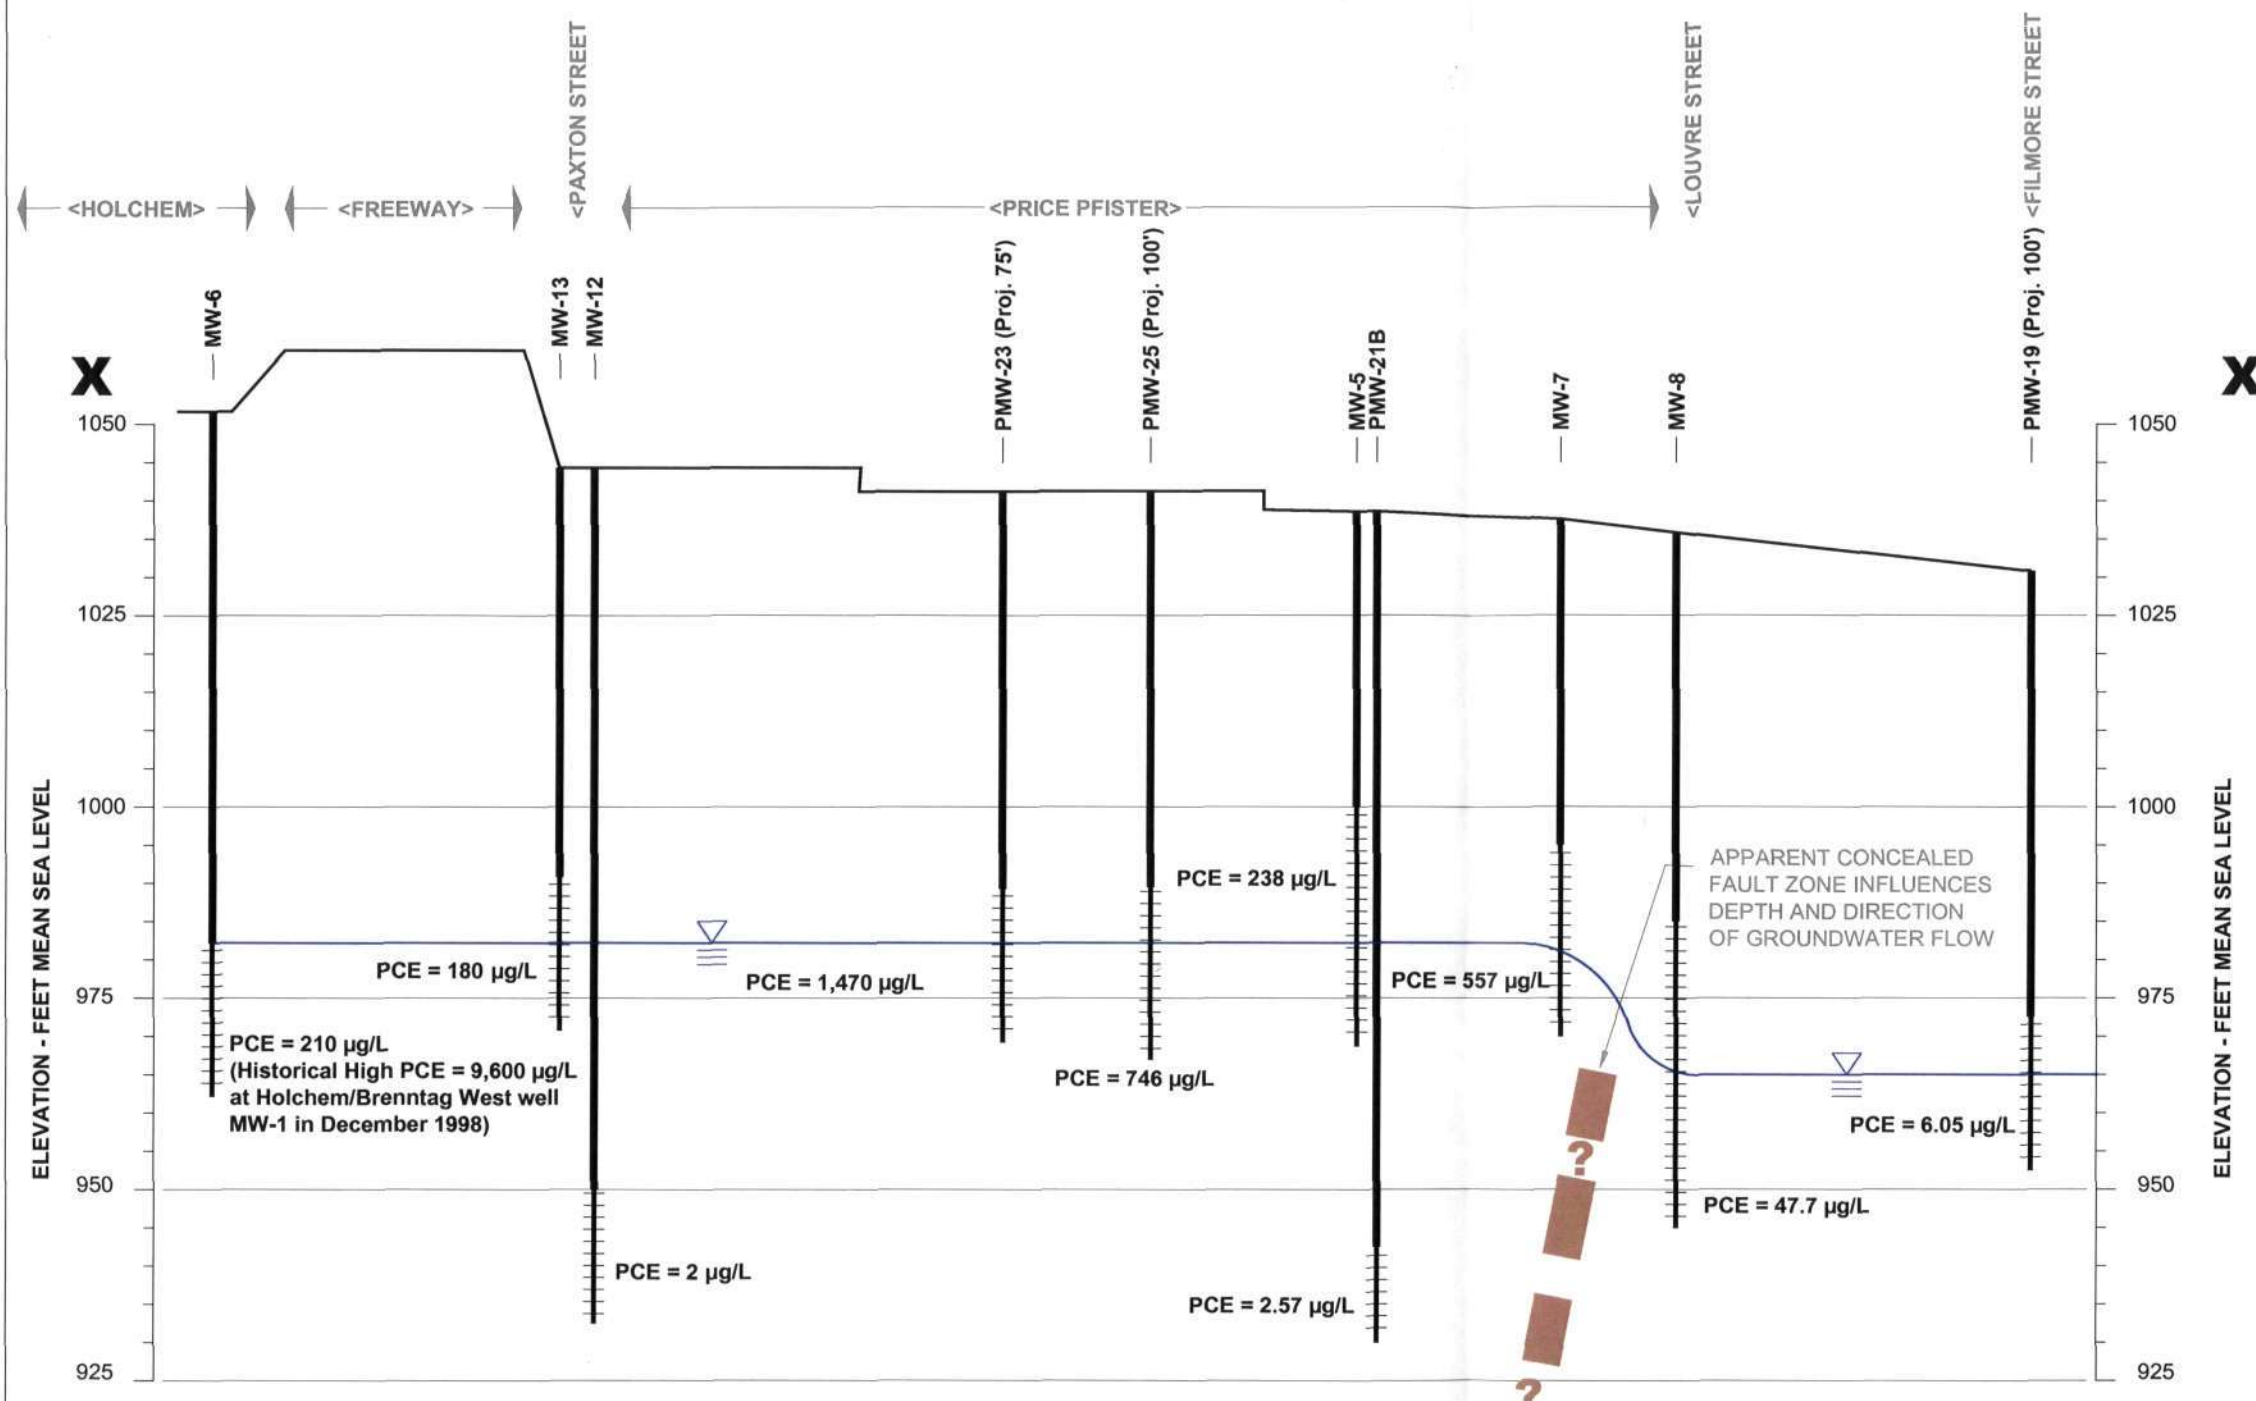 <HOLCHEM>
<FREEWAY>
<PAXTON STREET
<PRICE PFISTER>
<LOUVRE STREET
<FILMORE STREET
MW-6
MW-13
MW-12
PMW-23 (Proj. 75')
PMW-25 (Proj. 100')
MW-5
PMW-21B
MW-7
MW-8
PMW-19 (Proj. 100')
X
X
ELEVATION - FEET MEAN SEA LEVEL
1050
1025
1000
975
950
925
PCE = 210 µg/L
(Historical High PCE = 9,600 µg/L
at Holchem/Brenntag West well
MW-1 in December 1998)
PCE = 180 µg/L
PCE = 2 µg/L
PCE = 1,470 µg/L
PCE = 746 µg/L
PCE = 238 µg/L
PCE = 2.57 µg/L
PCE = 557 µg/L
APPARENT CONCEALED
FAULT ZONE INFLUENCES
DEPTH AND DIRECTION
OF GROUNDWATER FLOW
?
?
PCE = 47.7 µg/L
PCE = 6.05 µg/L
1050
1025
1000
975
950
925
ELEVATION - FEET MEAN SEA LEVEL